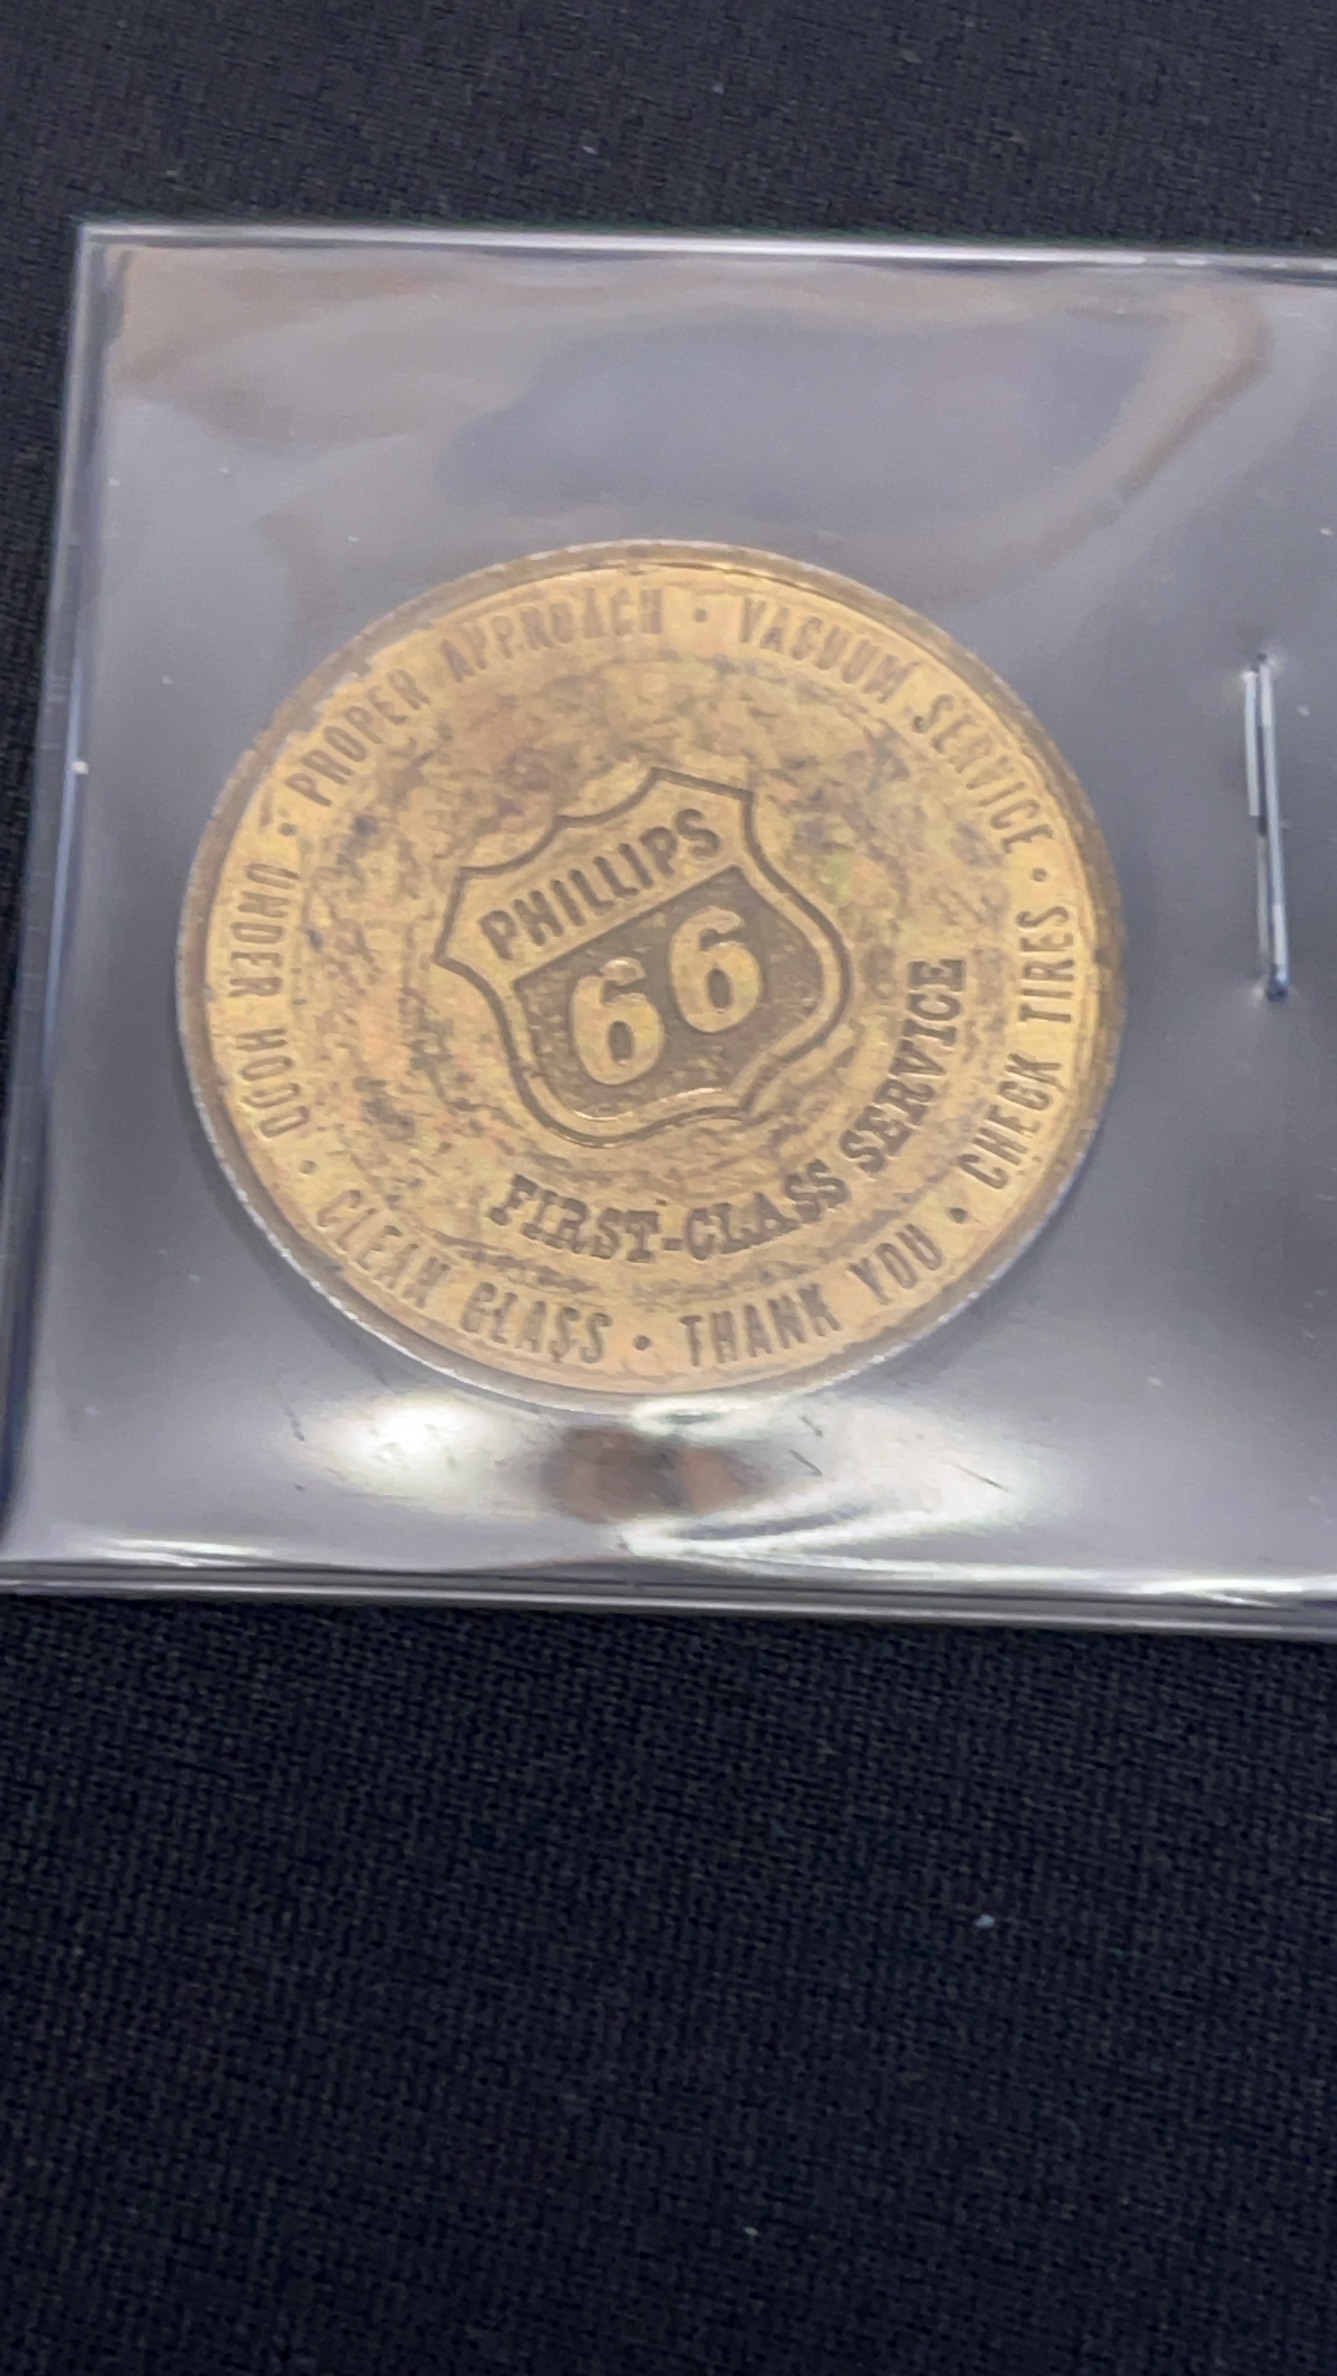 PHILLIPS
66
FIRST-CLASS SERVICE
PROPER APPROACH • VACUUM SERVICE • CHECK TIRES • THANK YOU • CLEAN GLASS • UNDER HOOD •